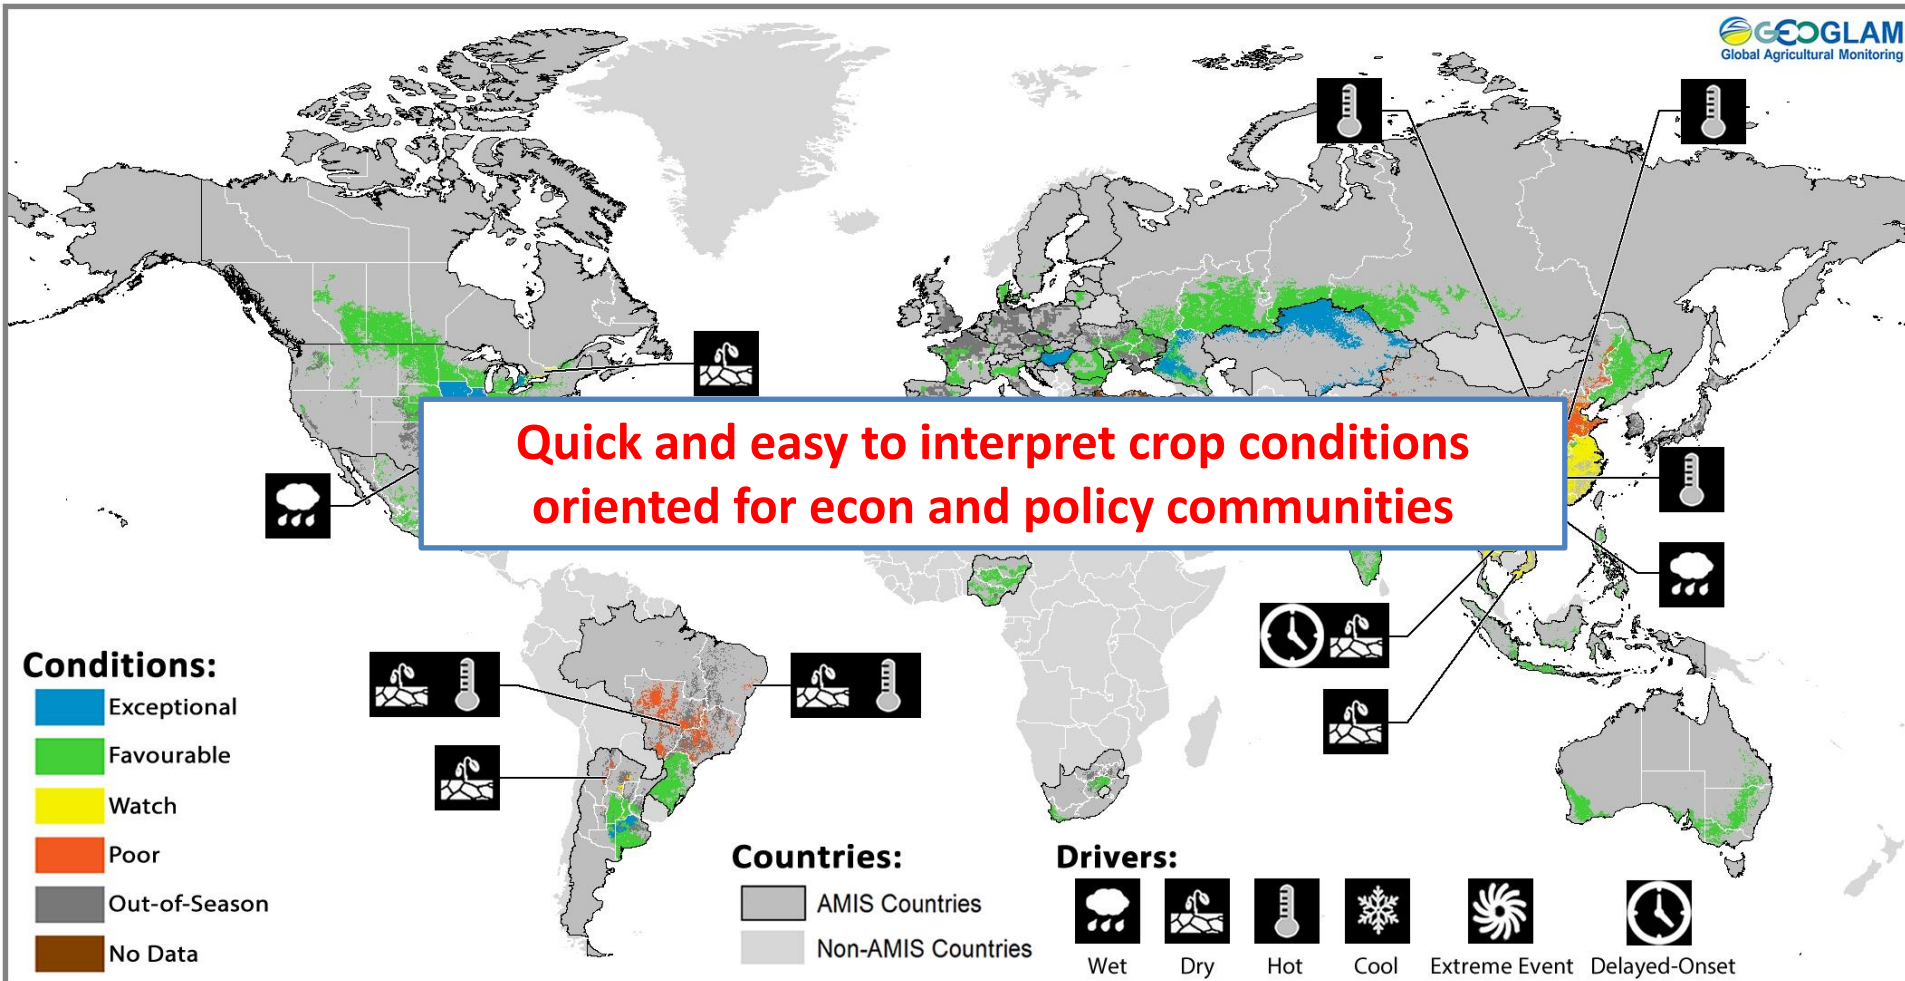 GEOGLAM
Global Agricultural Monitoring
Quick and easy to interpret crop conditions
oriented for econ and policy communities
Conditions:
Exceptional
Favourable
Watch
Poor
Out-of-Season
No Data
Countries:
AMIS Countries
Non-AMIS Countries
Drivers:
Wet
Dry
Hot
Cool
Extreme Event
Delayed-Onset